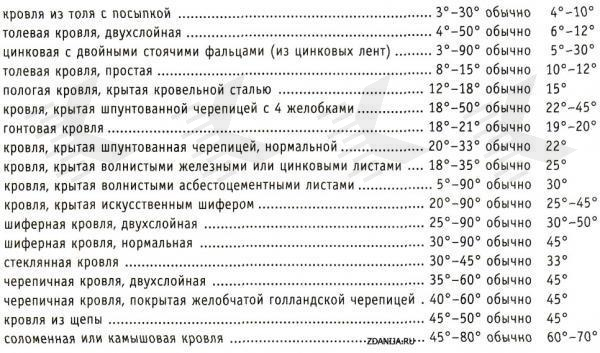 кровля из толя с посыпкой ........ 3°–30° обычно 4°–10°
толевая кровля, двухслойная ........ 4°–50° обычно 6°–12°
цинковая с двойными стоячими фальцами (из цинковых лент) ........ 3°–90° обычно 5°–30°
толевая кровля, простая ........ 8°–15° обычно 10°–12°
пологая кровля, крытая кровельной сталью ........ 12°–18° обычно 15°
кровля, крытая шпунтованной черепицей с 4 желобками ........ 18°–50° обычно 22°–45°
гонтовая кровля ........ 18°–21° обычно 19°–20°
кровля, крытая шпунтованная черепицей, нормальной ........ 20°–33° обычно 22°
кровля, крытая волнистыми железными или цинковыми листами .... 18°–35° обычно 25°
кровля, крытая волнистыми асбестоцементными листами ........ 5°–90° обычно 30°
кровля, крытая искусственным шифером ........ 20°–90° обычно 25°–45°
шиферная кровля, двухслойная ........ 25°–90° обычно 30°–50°
шиферная кровля, нормальная ........ 30°–90° обычно 45°
стеклянная кровля ........ 30°–45° обычно 33°
черепичная кровля, двухслойная ........ 35°–60° обычно 45°
черепичная кровля, покрытая желобчатой голландской черепицей . 40°–60° обычно 45°
кровля из щепы ........ 45°–50° обычно 45°
соломенная или камышовая кровля ........ 45°–80° обычно 60°–70°
ZDANIJA.RU